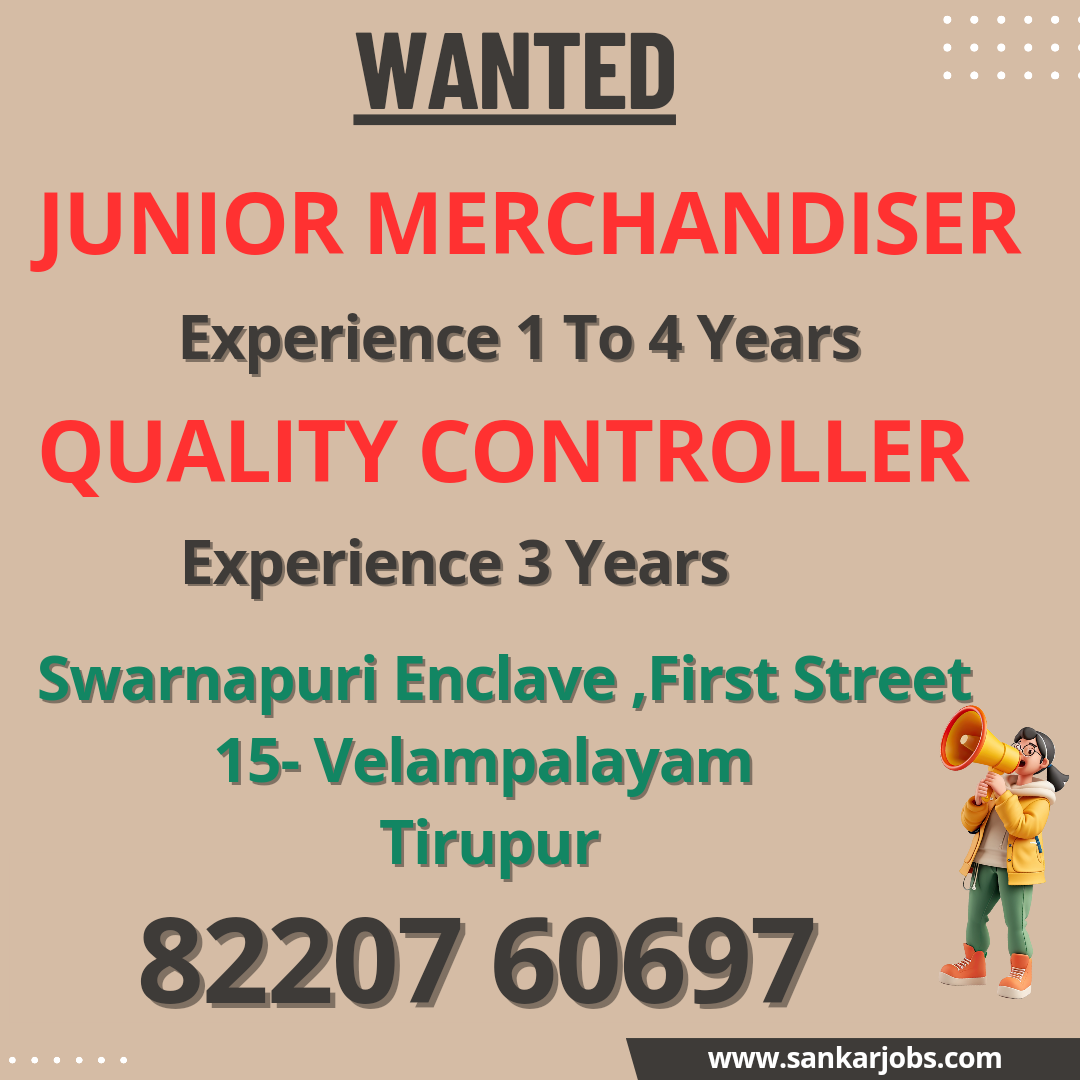 WANTED
JUNIOR MERCHANDISER
Experience 1 To 4 Years
QUALITY CONTROLLER
Experience 3 Years
Swarnapuri Enclave ,First Street
15- Velampalayam
Tirupur
82207 60697
www.sankarjobs.com